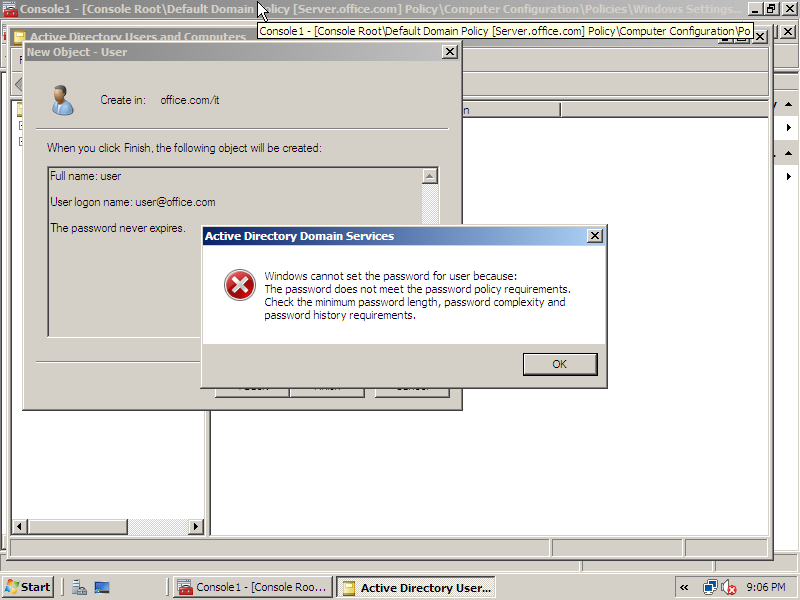 Console1 - [Console Root\Default Domain Policy [Server.office.com] Policy\Computer Configuration\Policies\Windows Settings...
Console1 - [Console Root\Default Domain Policy [Server.office.com] Policy\Computer Configuration\Po
Active Directory Users and Computers
New Object - User
Create in: office.com/it
When you click Finish, the following object will be created:
Full name: user
User logon name: user@office.com
The password never expires.
Active Directory Domain Services
Windows cannot set the password for user because:
The password does not meet the password policy requirements.
Check the minimum password length, password complexity and
password history requirements.
OK
Start
Console1 - [Console Roo...
Active Directory User...
9:06 PM